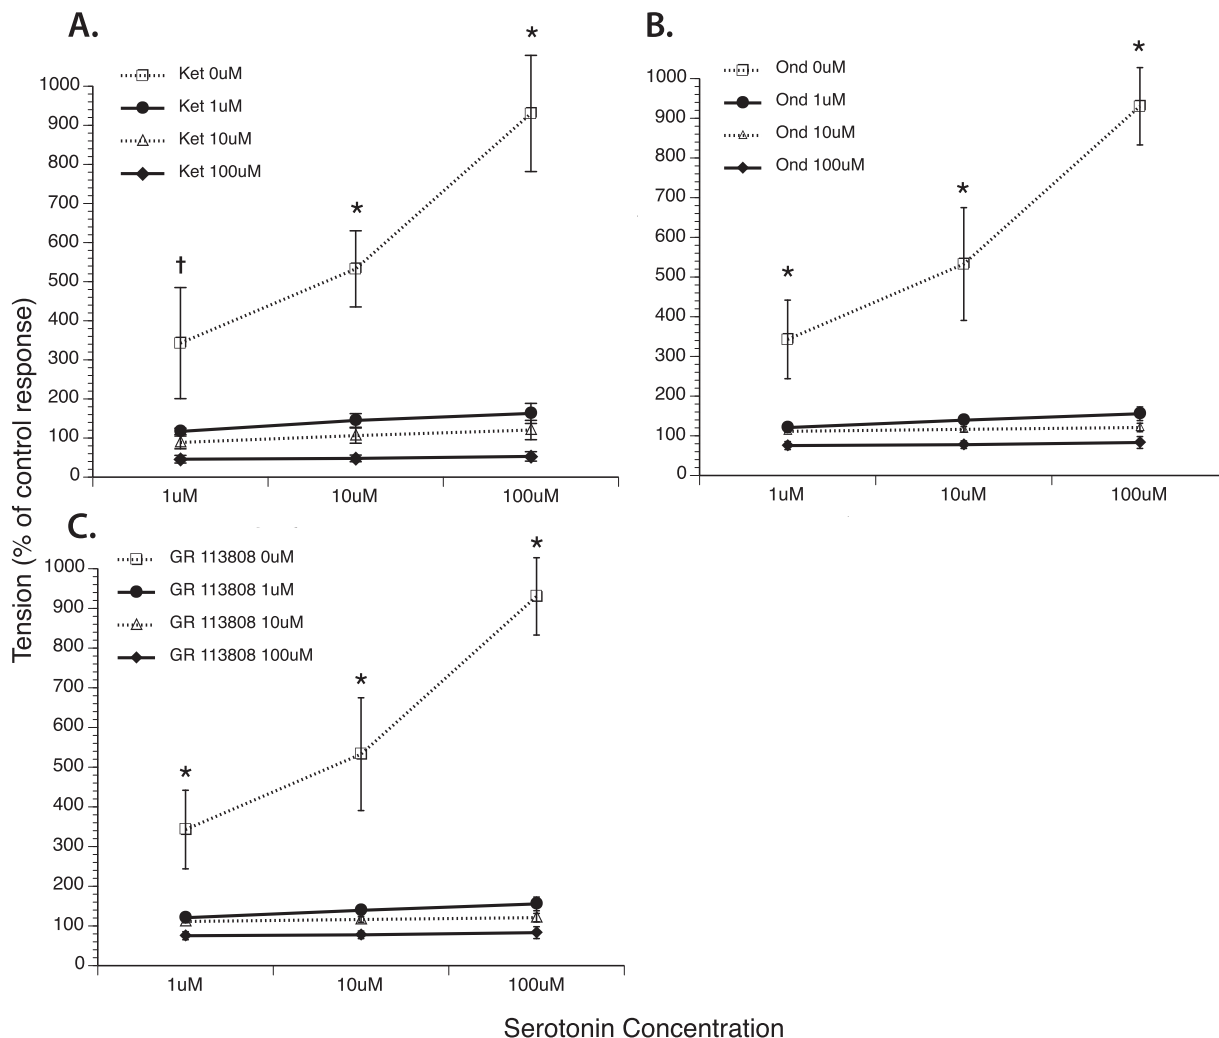 A.
Ket 0uM
Ket 1uM
Ket 10uM
Ket 100uM
*
*
†
1000
900
800
700
600
500
400
300
200
100
0
1uM
10uM
100uM
B.
Ond 0uM
Ond 1uM
Ond 10uM
Ond 100uM
*
*
*
1000
900
800
700
600
500
400
300
200
100
0
1uM
10uM
100uM
C.
GR 113808 0uM
GR 113808 1uM
GR 113808 10uM
GR 113808 100uM
*
*
*
1000
900
800
700
600
500
400
300
200
100
0
1uM
10uM
100uM
Tension (% of control response)
Serotonin Concentration